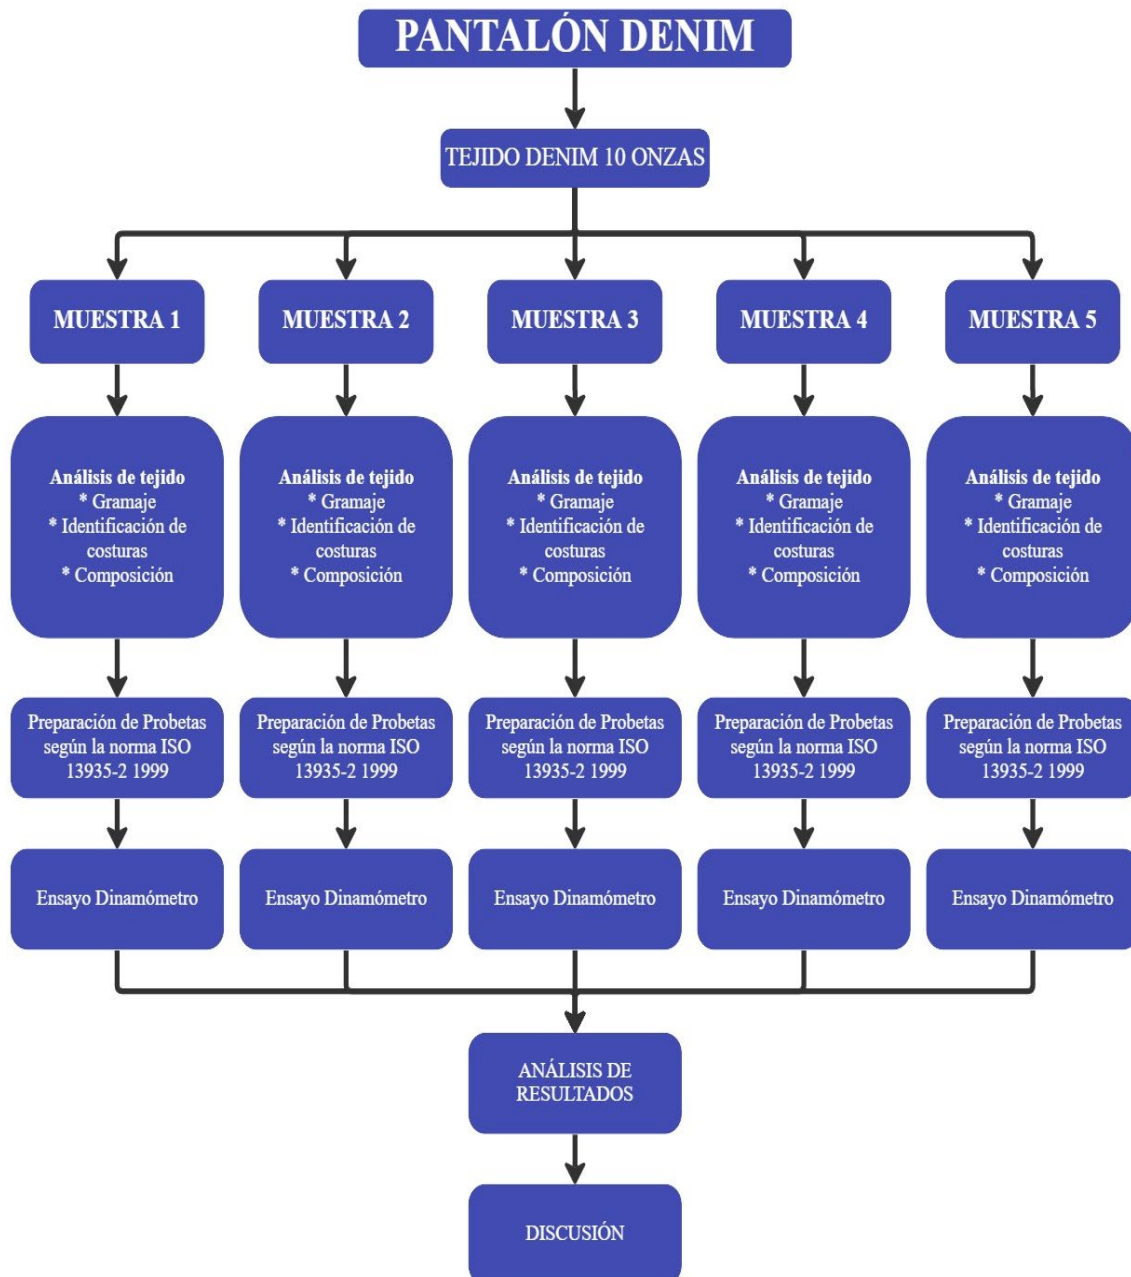 PANTALÓN DENIM
TEJIDO DENIM 10 ONZAS
MUESTRA 1
MUESTRA 2
MUESTRA 3
MUESTRA 4
MUESTRA 5
Análisis de tejido
* Gramaje
* Identificación de
costuras
* Composición
Análisis de tejido
* Gramaje
* Identificación de
costuras
* Composición
Análisis de tejido
* Gramaje
* Identificación de
costuras
* Composición
Análisis de tejido
* Gramaje
* Identificación de
costuras
* Composición
Análisis de tejido
* Gramaje
* Identificación de
costuras
* Composición
Preparación de Probetas
según la norma ISO
13935-2 1999
Preparación de Probetas
según la norma ISO
13935-2 1999
Preparación de Probetas
según la norma ISO
13935-2 1999
Preparación de Probetas
según la norma ISO
13935-2 1999
Preparación de Probetas
según la norma ISO
13935-2 1999
Ensayo Dinamómetro
Ensayo Dinamómetro
Ensayo Dinamómetro
Ensayo Dinamómetro
Ensayo Dinamómetro
ANÁLISIS DE
RESULTADOS
DISCUSIÓN